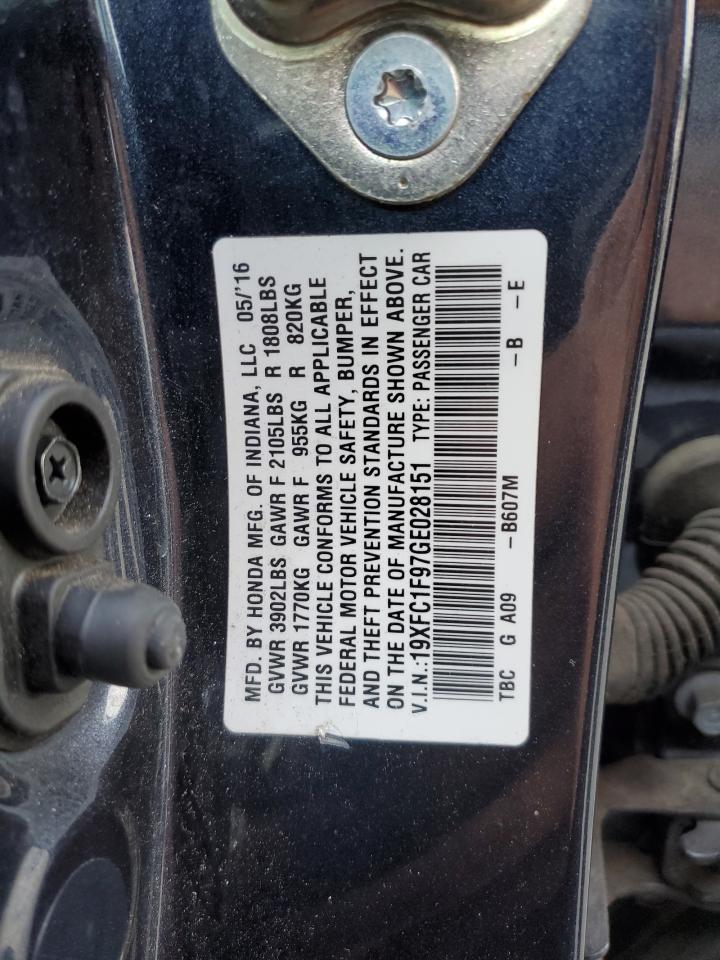 MFD. BY HONDA MFG. OF INDIANA, LLC 05/'16
GVWR 3902LBS GAWR F 2105LBS R 1808LBS
GVWR 1770KG GAWR F 955KG R 820KG
THIS VEHICLE CONFORMS TO ALL APPLICABLE
FEDERAL MOTOR VEHICLE SAFETY, BUMPER,
AND THEFT PREVENTION STANDARDS IN EFFECT
ON THE DATE OF MANUFACTURE SHOWN ABOVE.
V.I.N.:19XFC1F97GE028151 TYPE: PASSENGER CAR
TBC G A09 -B607M -B -E